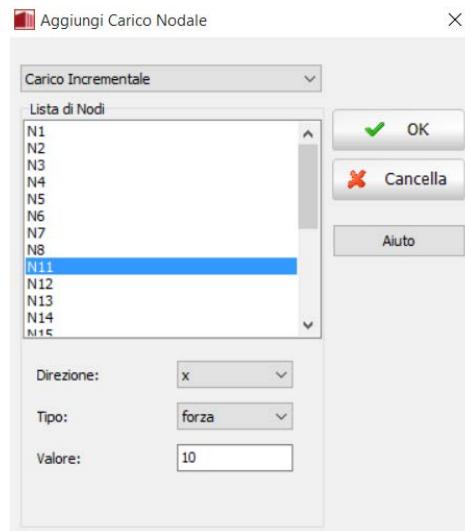 Aggiungi Carico Nodale
Carico Incrementale
Lista di Nodi
N1
N2
N3
N4
N5
N6
N7
N8
N11
N12
N13
N14
N15
OK
Cancella
Aiuto
Direzione: x
Tipo: forza
Valore: 10